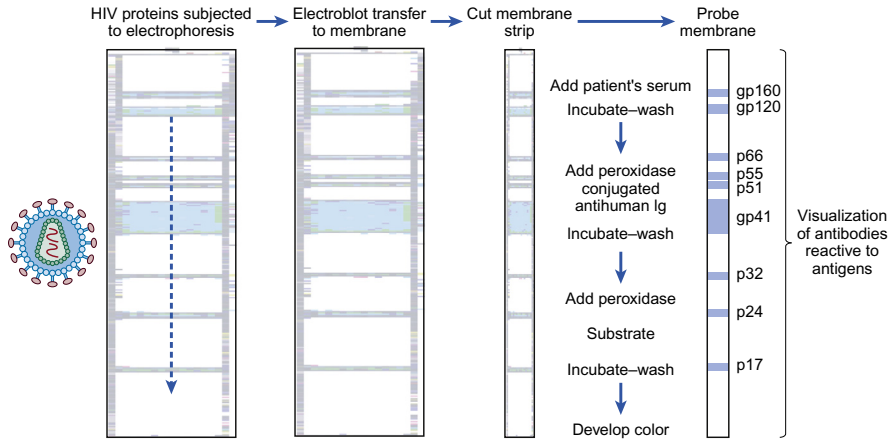 HIV proteins subjected
to electrophoresis
Electroblot transfer
to membrane
Cut membrane
strip
Probe
membrane
Add patient's serum
Incubate–wash
Add peroxidase
conjugated
antihuman Ig
Incubate–wash
Add peroxidase
Substrate
Incubate–wash
Develop color
gp160
gp120
p66
p55
p51
gp41
p32
p24
p17
Visualization
of antibodies
reactive to
antigens